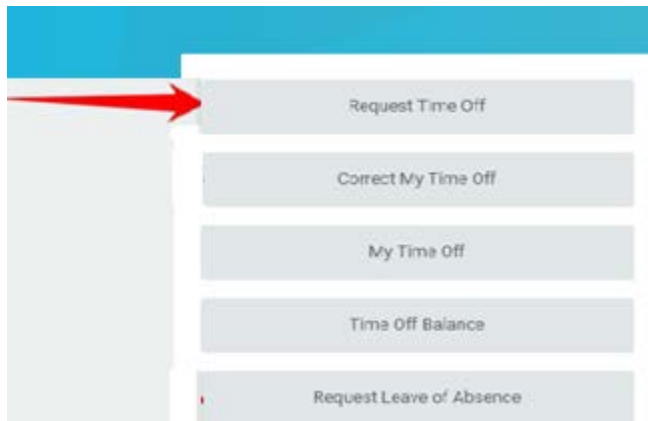 Request Time Off
Correct My Time Off
My Time Off
Time Off Balance
Request Leave of Absence